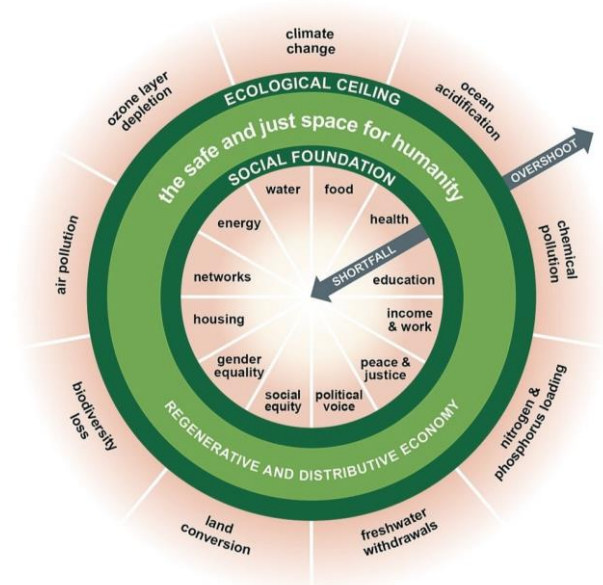 climate
change
ocean
acidification
chemical
pollution
nitrogen &
phosphorus loading
freshwater
withdrawals
land
conversion
biodiversity
loss
air pollution
ozone layer
depletion
OVERSHOOT
ECOLOGICAL CEILING
the safe and just space for humanity
SOCIAL FOUNDATION
water
food
health
SHORTFALL
education
income
& work
peace &
justice
political
voice
social
equity
gender
equality
housing
networks
energy
REGENERATIVE AND DISTRIBUTIVE ECONOMY